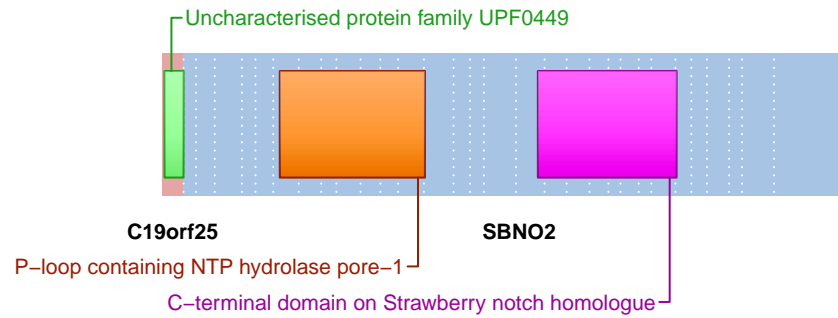 Uncharacterised protein family UPF0449
C19orf25
SBNO2
P−loop containing NTP hydrolase pore−1
C−terminal domain on Strawberry notch homologue